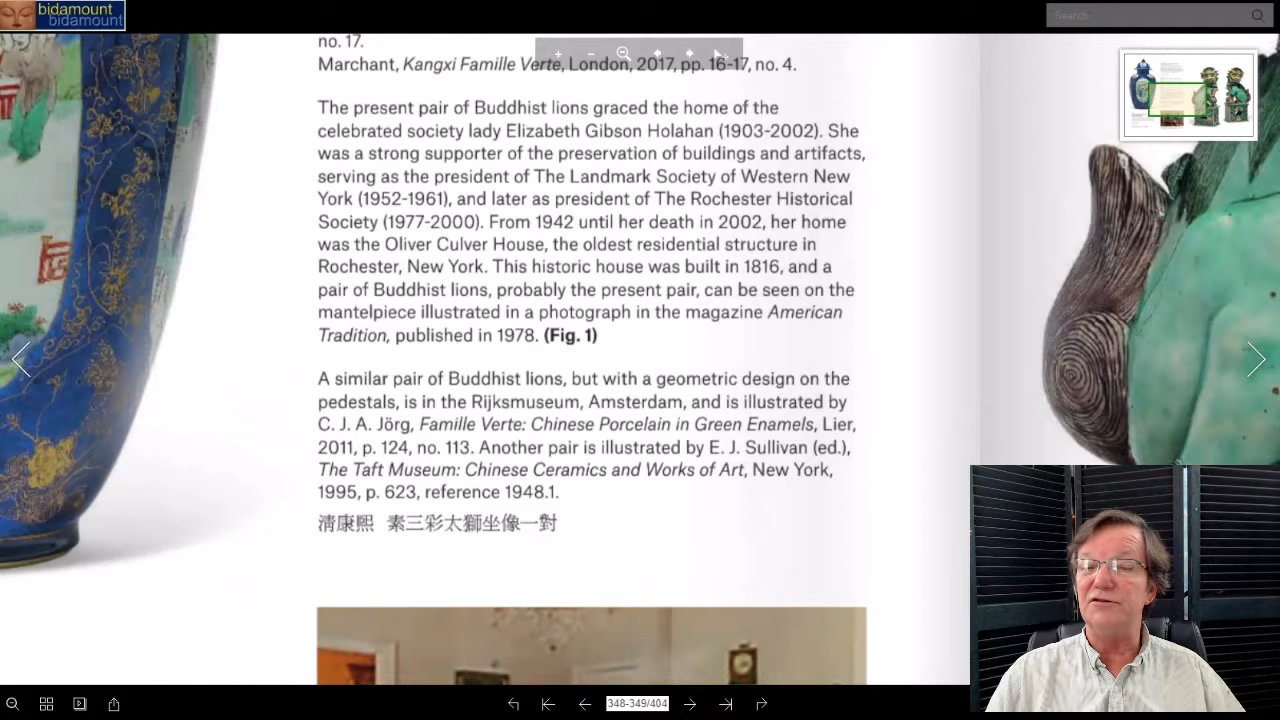 bidamount
bidamount
Search...
no. 17.
Marchant, Kangxi Famille Verte, London, 2017, pp. 16-17, no. 4.
The present pair of Buddhist lions graced the home of the
celebrated society lady Elizabeth Gibson Holahan (1903-2002). She
was a strong supporter of the preservation of buildings and artifacts,
serving as the president of The Landmark Society of Western New
York (1952-1961), and later as president of The Rochester Historical
Society (1977-2000). From 1942 until her death in 2002, her home
was the Oliver Culver House, the oldest residential structure in
Rochester, New York. This historic house was built in 1816, and a
pair of Buddhist lions, probably the present pair, can be seen on the
mantelpiece illustrated in a photograph in the magazine American
Tradition, published in 1978. (Fig. 1)
A similar pair of Buddhist lions, but with a geometric design on the
pedestals, is in the Rijksmuseum, Amsterdam, and is illustrated by
C. J. A. Jörg, Famille Verte: Chinese Porcelain in Green Enamels, Lier,
2011, p. 124, no. 113. Another pair is illustrated by E. J. Sullivan (ed.),
The Taft Museum: Chinese Ceramics and Works of Art, New York,
1995, p. 623, reference 1948.1.
清康熙 素三彩太獅坐像一對
348-349/404